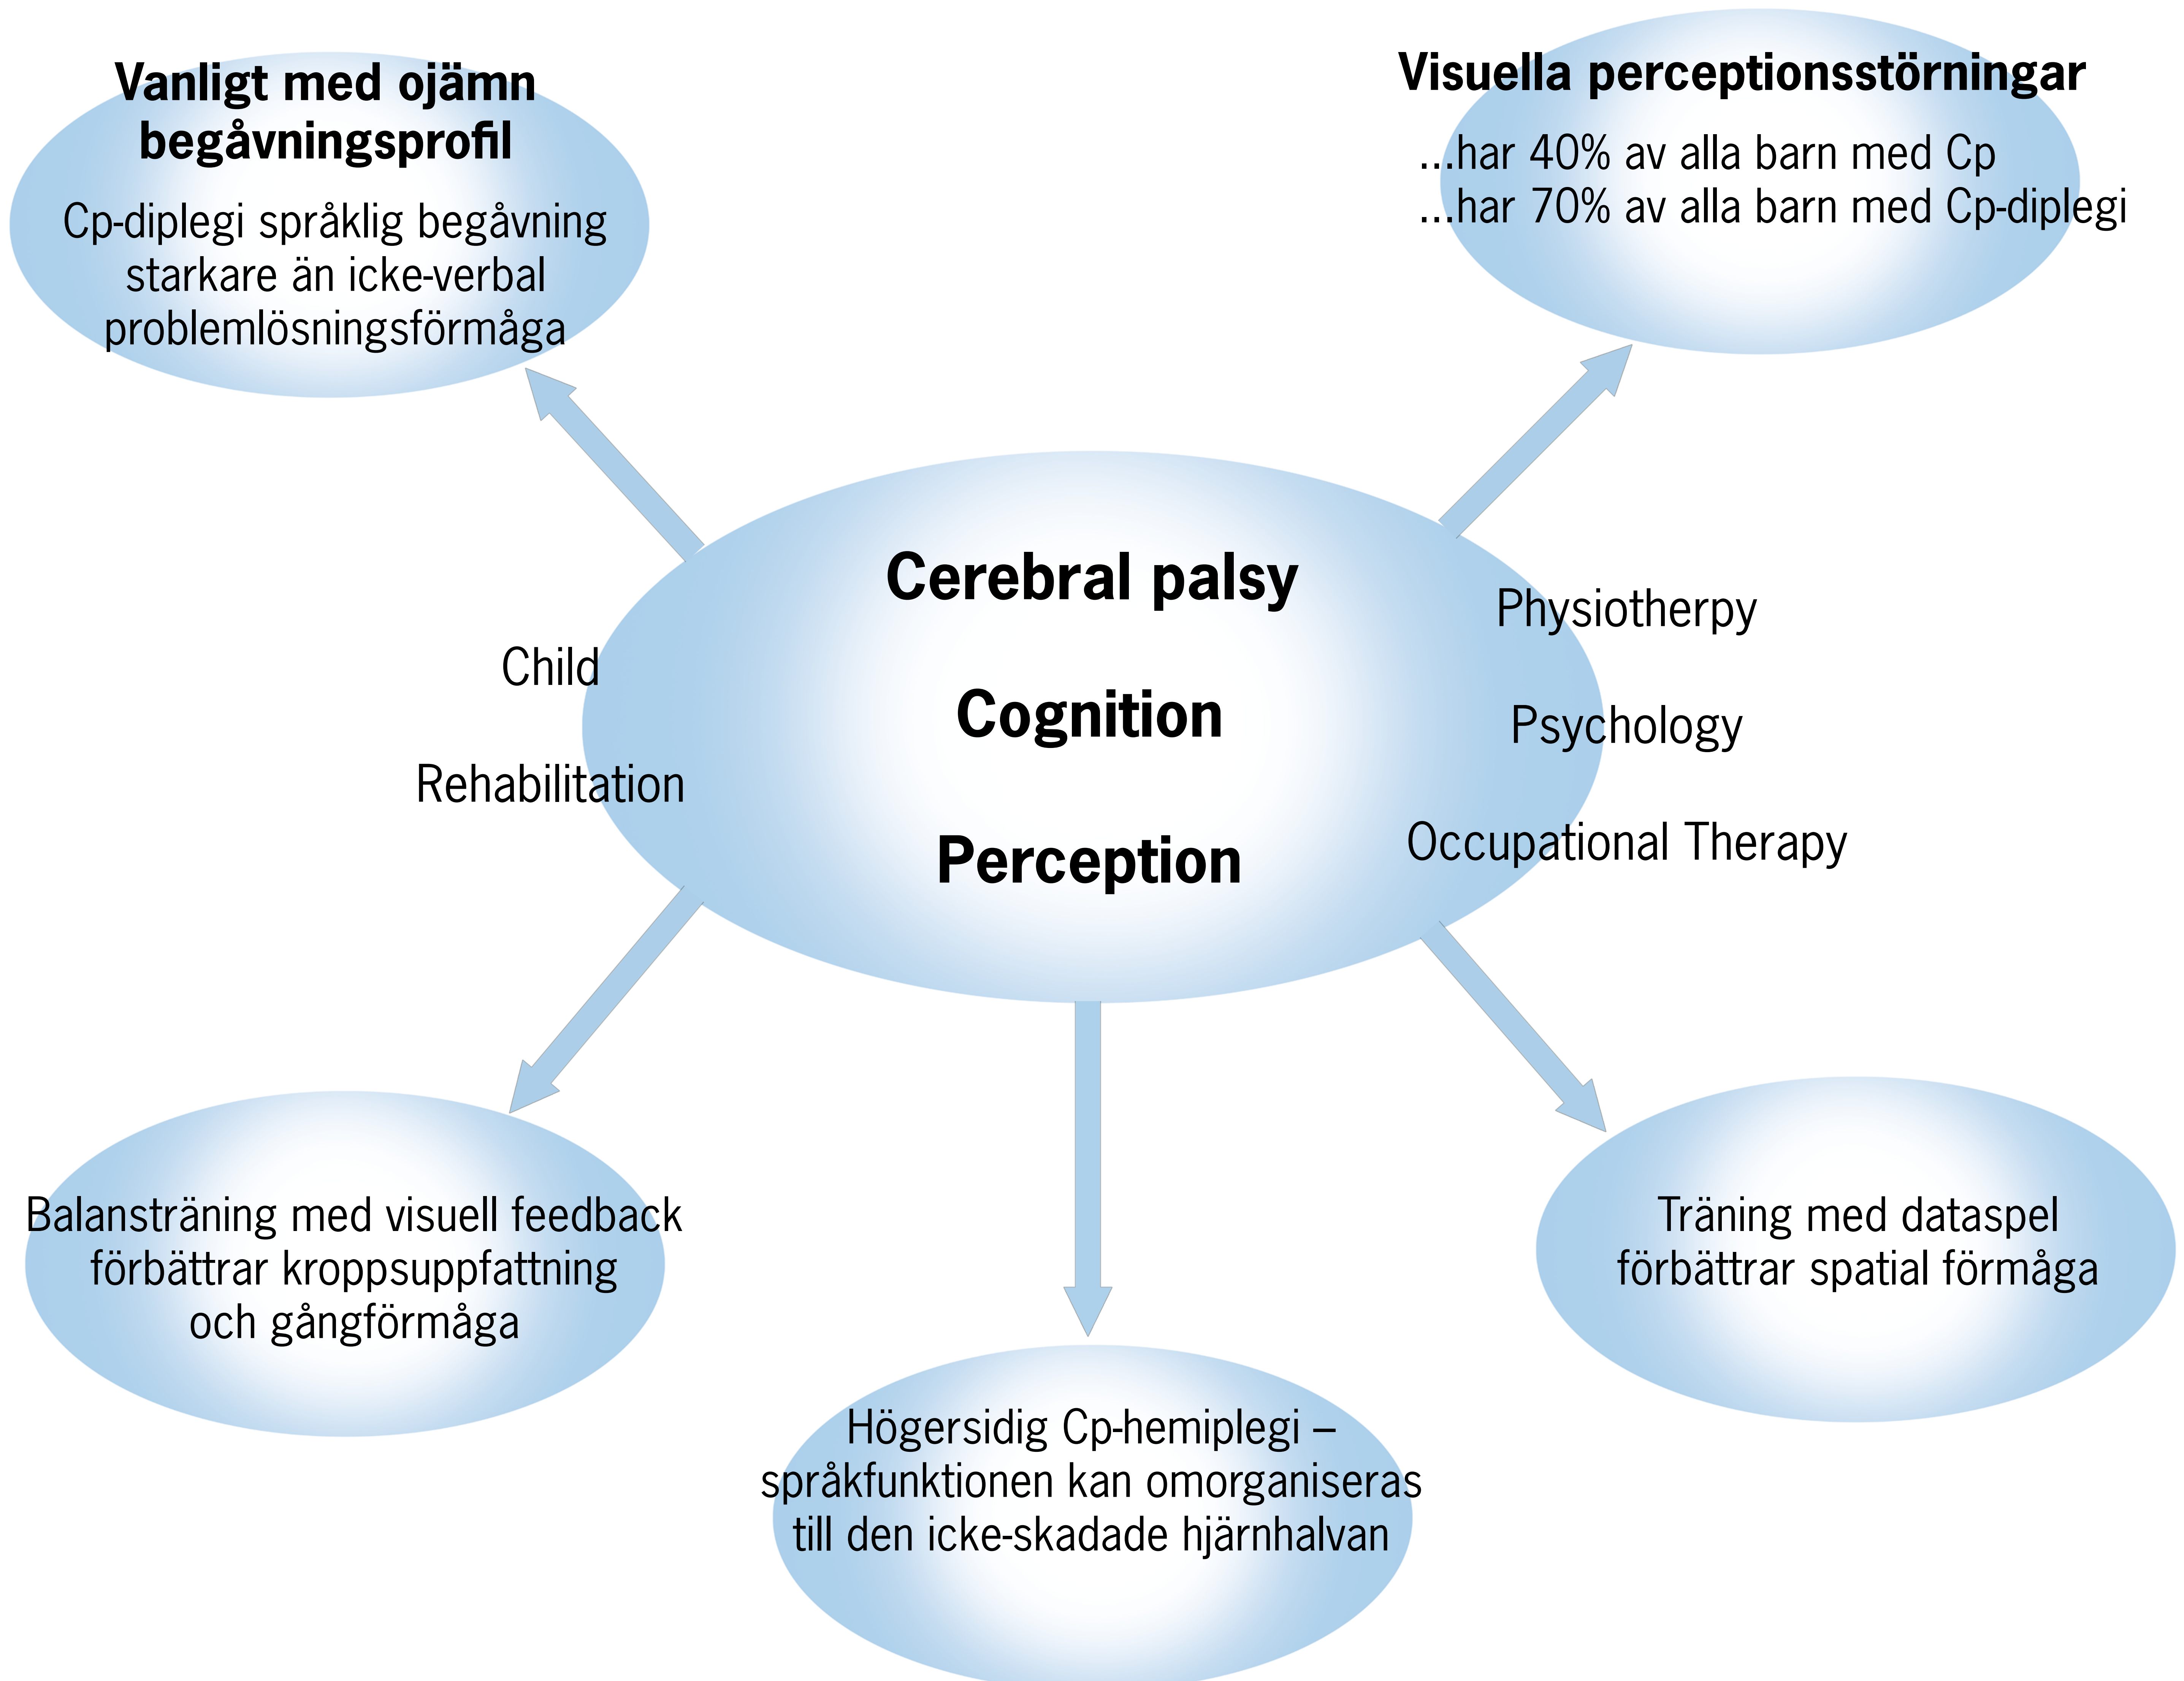 Vanligt med ojämn
begåvningsprofil
Cp-diplegi språklig begåvning
starkare än icke-verbal
problemlösningsförmåga
Visuella perceptionsstörningar
...har 40% av alla barn med Cp
...har 70% av alla barn med Cp-diplegi
Child
Rehabilitation
Cerebral palsy
Cognition
Perception
Physiotherpy
Psychology
Occupational Therapy
Balansträning med visuell feedback
förbättrar kroppsuppfattning
och gångförmåga
Högersidig Cp-hemiplegi –
språkfunktionen kan omorganiseras
till den icke-skadade hjärnhalvan
Träning med dataspel
förbättrar spatial förmåga